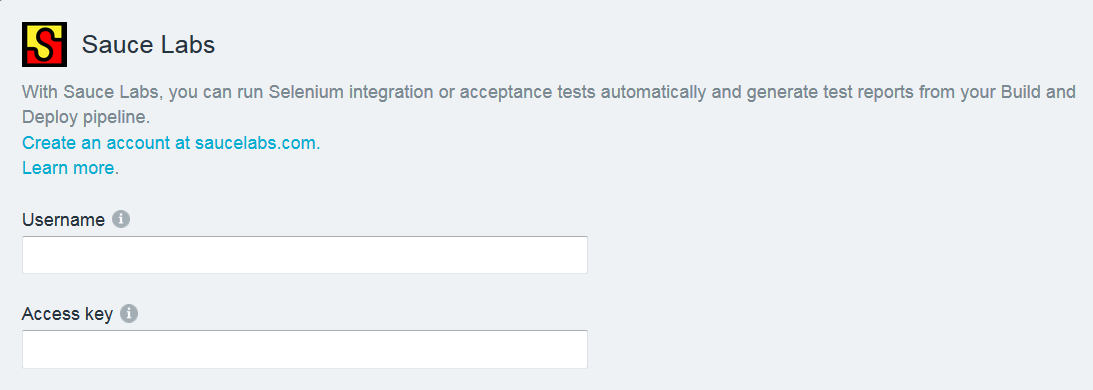 Sauce Labs
With Sauce Labs, you can run Selenium integration or acceptance tests automatically and generate test reports from your Build and
Deploy pipeline.
Create an account at saucelabs.com.
Learn more.
Username
Access key